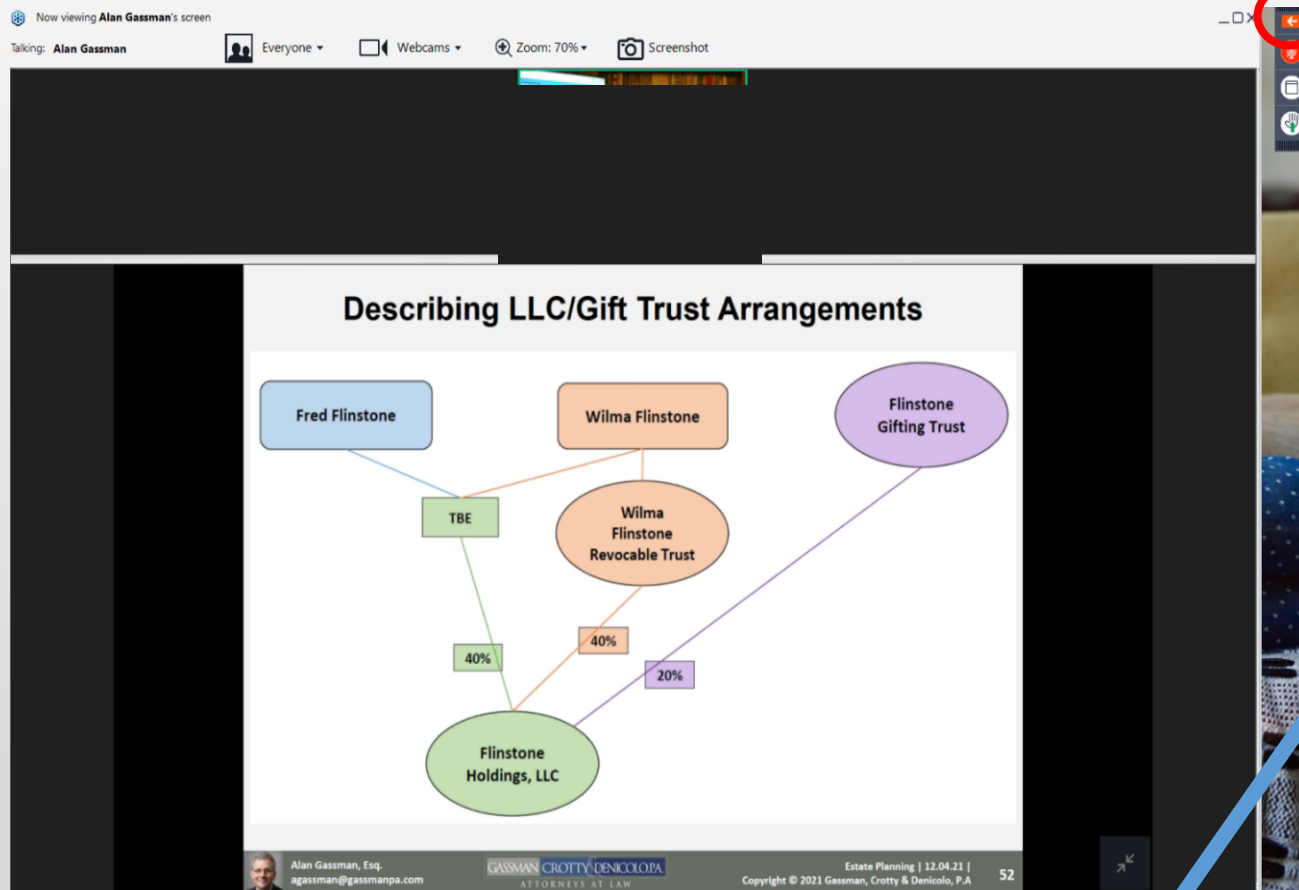 Now viewing Alan Gassman's screen
Talking: Alan Gassman
Everyone
Webcams
Zoom: 70%
Screenshot
Describing LLC/Gift Trust Arrangements
Fred Flinstone
Wilma Flinstone
Flinstone
Gifting Trust
TBE
Wilma
Flinstone
Revocable Trust
40%
40%
20%
Flinstone
Holdings, LLC
Alan Gassman, Esq.
agassman@gassmanpa.com
GASSMAN CROTTY DENICOLO, P.A.
ATTORNEYS AT LAW
Estate Planning | 12.04.21 |
Copyright © 2021 Gassman, Crotty & Denicolo, P.A
52